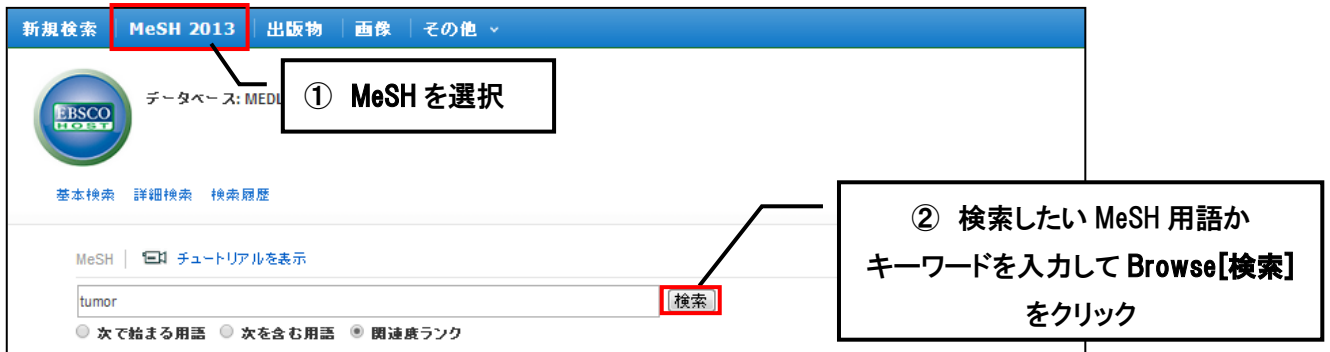 新規検索 MeSH 2013 出版物 画像 その他
① MeSH を選択
EBSCO
HOST
データベース: MEDL
基本検索 詳細検索 検索履歴
② 検索したい MeSH 用語か
キーワードを入力して Browse[検索]
をクリック
MeSH | チュートリアルを表示
tumor 検索
次で始まる用語 次を含む用語 関連度ランク